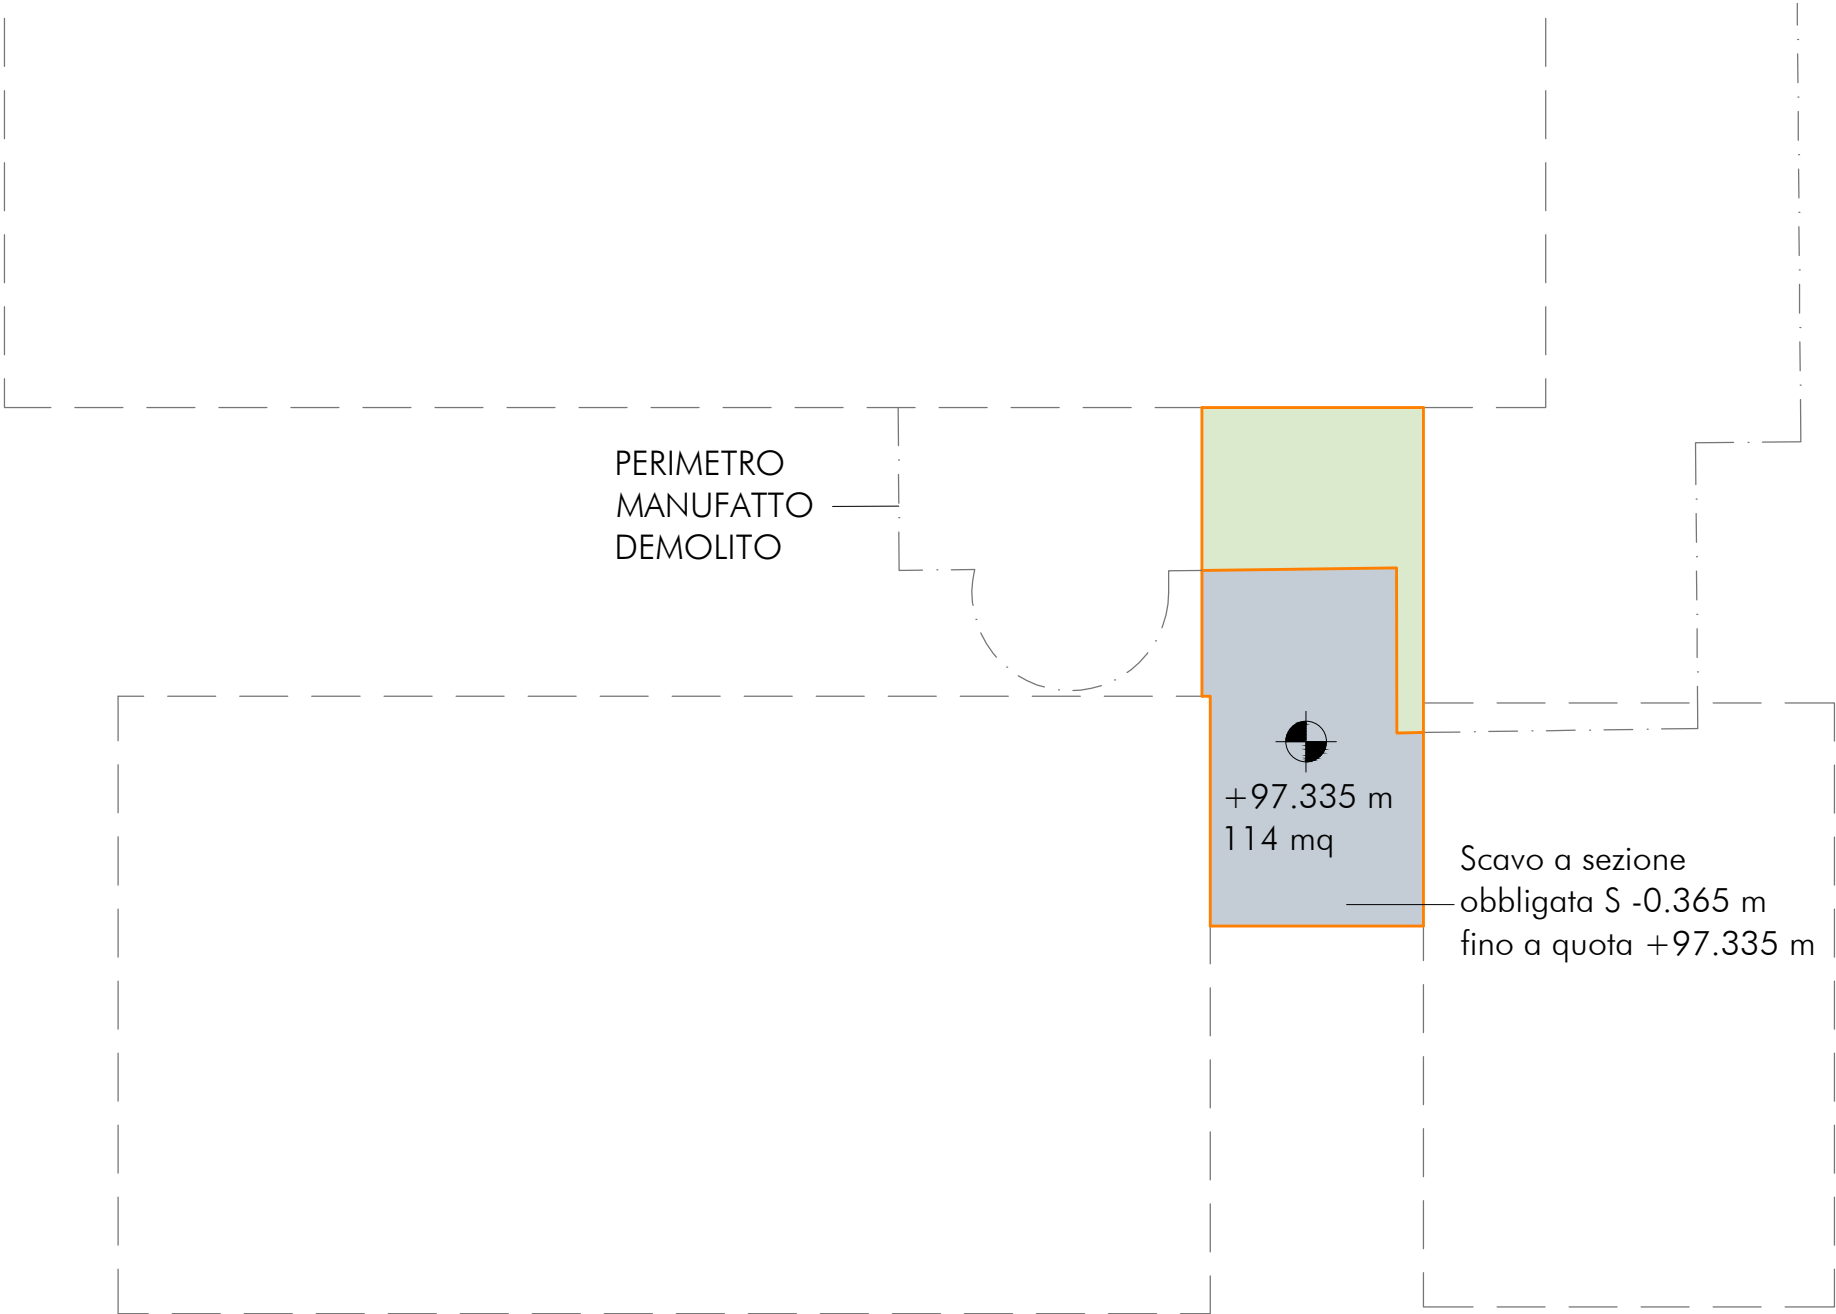 PERIMETRO
MANUFATTO
DEMOLITO
+97.335 m
114 mq
Scavo a sezione
obbligata S -0.365 m
fino a quota +97.335 m